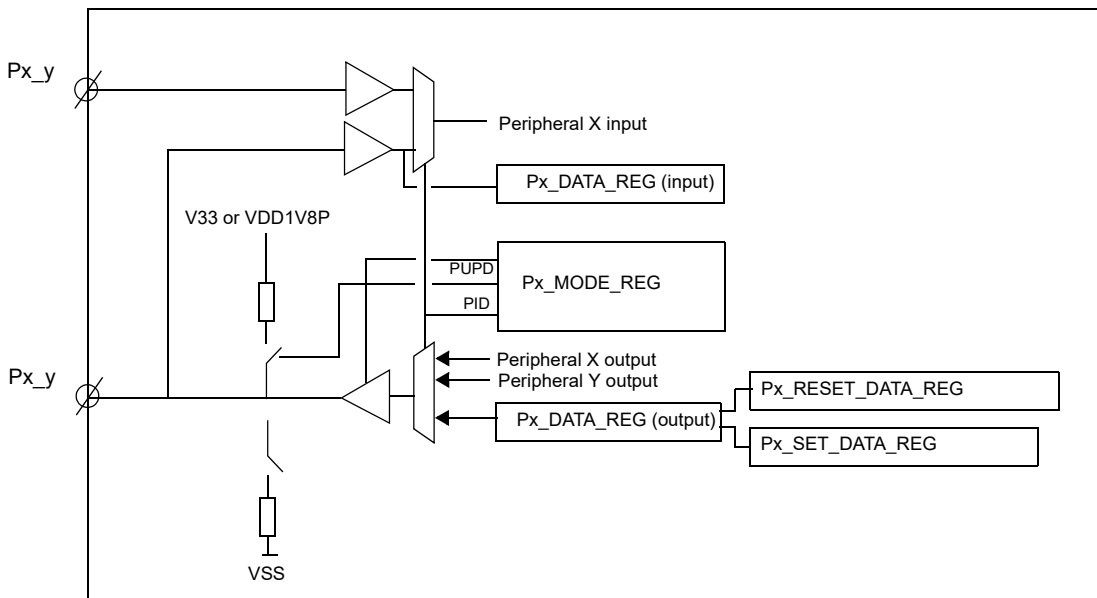 Px_y
Peripheral X input
Px_DATA_REG (input)
V33 or VDD1V8P
PUPD
Px_MODE_REG
PID
Px_y
Peripheral X output
Peripheral Y output
Px_DATA_REG (output)
Px_RESET_DATA_REG
Px_SET_DATA_REG
VSS